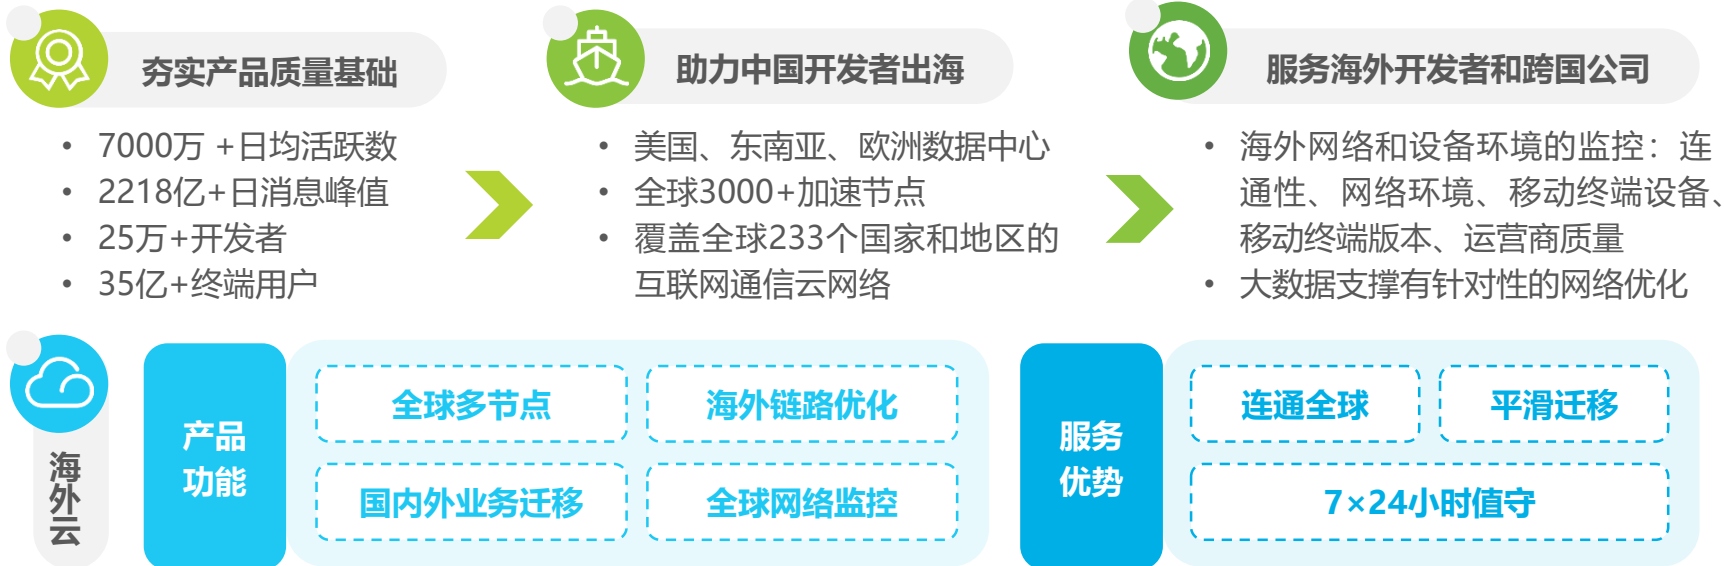 夯实产品质量基础
• 7000万 +日均活跃数
• 2218亿+日消息峰值
• 25万+开发者
• 35亿+终端用户
助力中国开发者出海
• 美国、东南亚、欧洲数据中心
• 全球3000+加速节点
• 覆盖全球233个国家和地区的
互联网通信云网络
服务海外开发者和跨国公司
• 海外网络和设备环境的监控：连
通性、网络环境、移动终端设备、
移动终端版本、运营商质量
• 大数据支撑有针对性的网络优化
海外云
产品
功能
全球多节点
海外链路优化
国内外业务迁移
全球网络监控
服务
优势
连通全球
平滑迁移
7×24小时值守